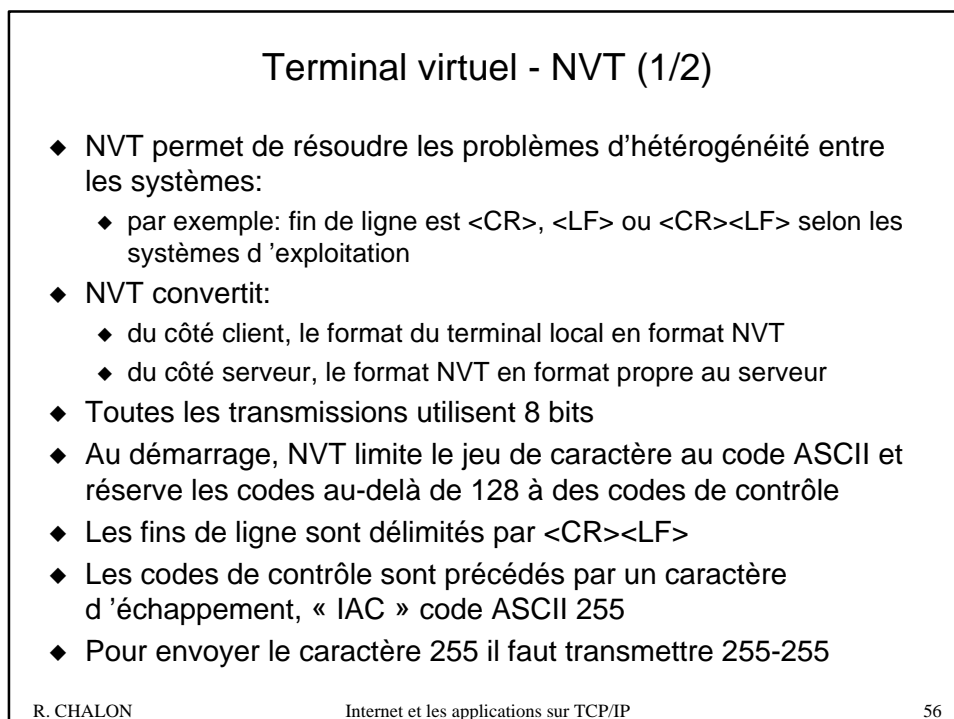 Terminal virtuel - NVT (1/2)
◆ NVT permet de résoudre les problèmes d'hétérogénéité entre
les systèmes:
◆ par exemple: fin de ligne est <CR>, <LF> ou <CR><LF> selon les
systèmes d 'exploitation
◆ NVT convertit:
◆ du côté client, le format du terminal local en format NVT
◆ du côté serveur, le format NVT en format propre au serveur
◆ Toutes les transmissions utilisent 8 bits
◆ Au démarrage, NVT limite le jeu de caractère au code ASCII et
réserve les codes au-delà de 128 à des codes de contrôle
◆ Les fins de ligne sont délimités par <CR><LF>
◆ Les codes de contrôle sont précédés par un caractère
d 'échappement, « IAC » code ASCII 255
◆ Pour envoyer le caractère 255 il faut transmettre 255-255
R. CHALON Internet et les applications sur TCP/IP 56